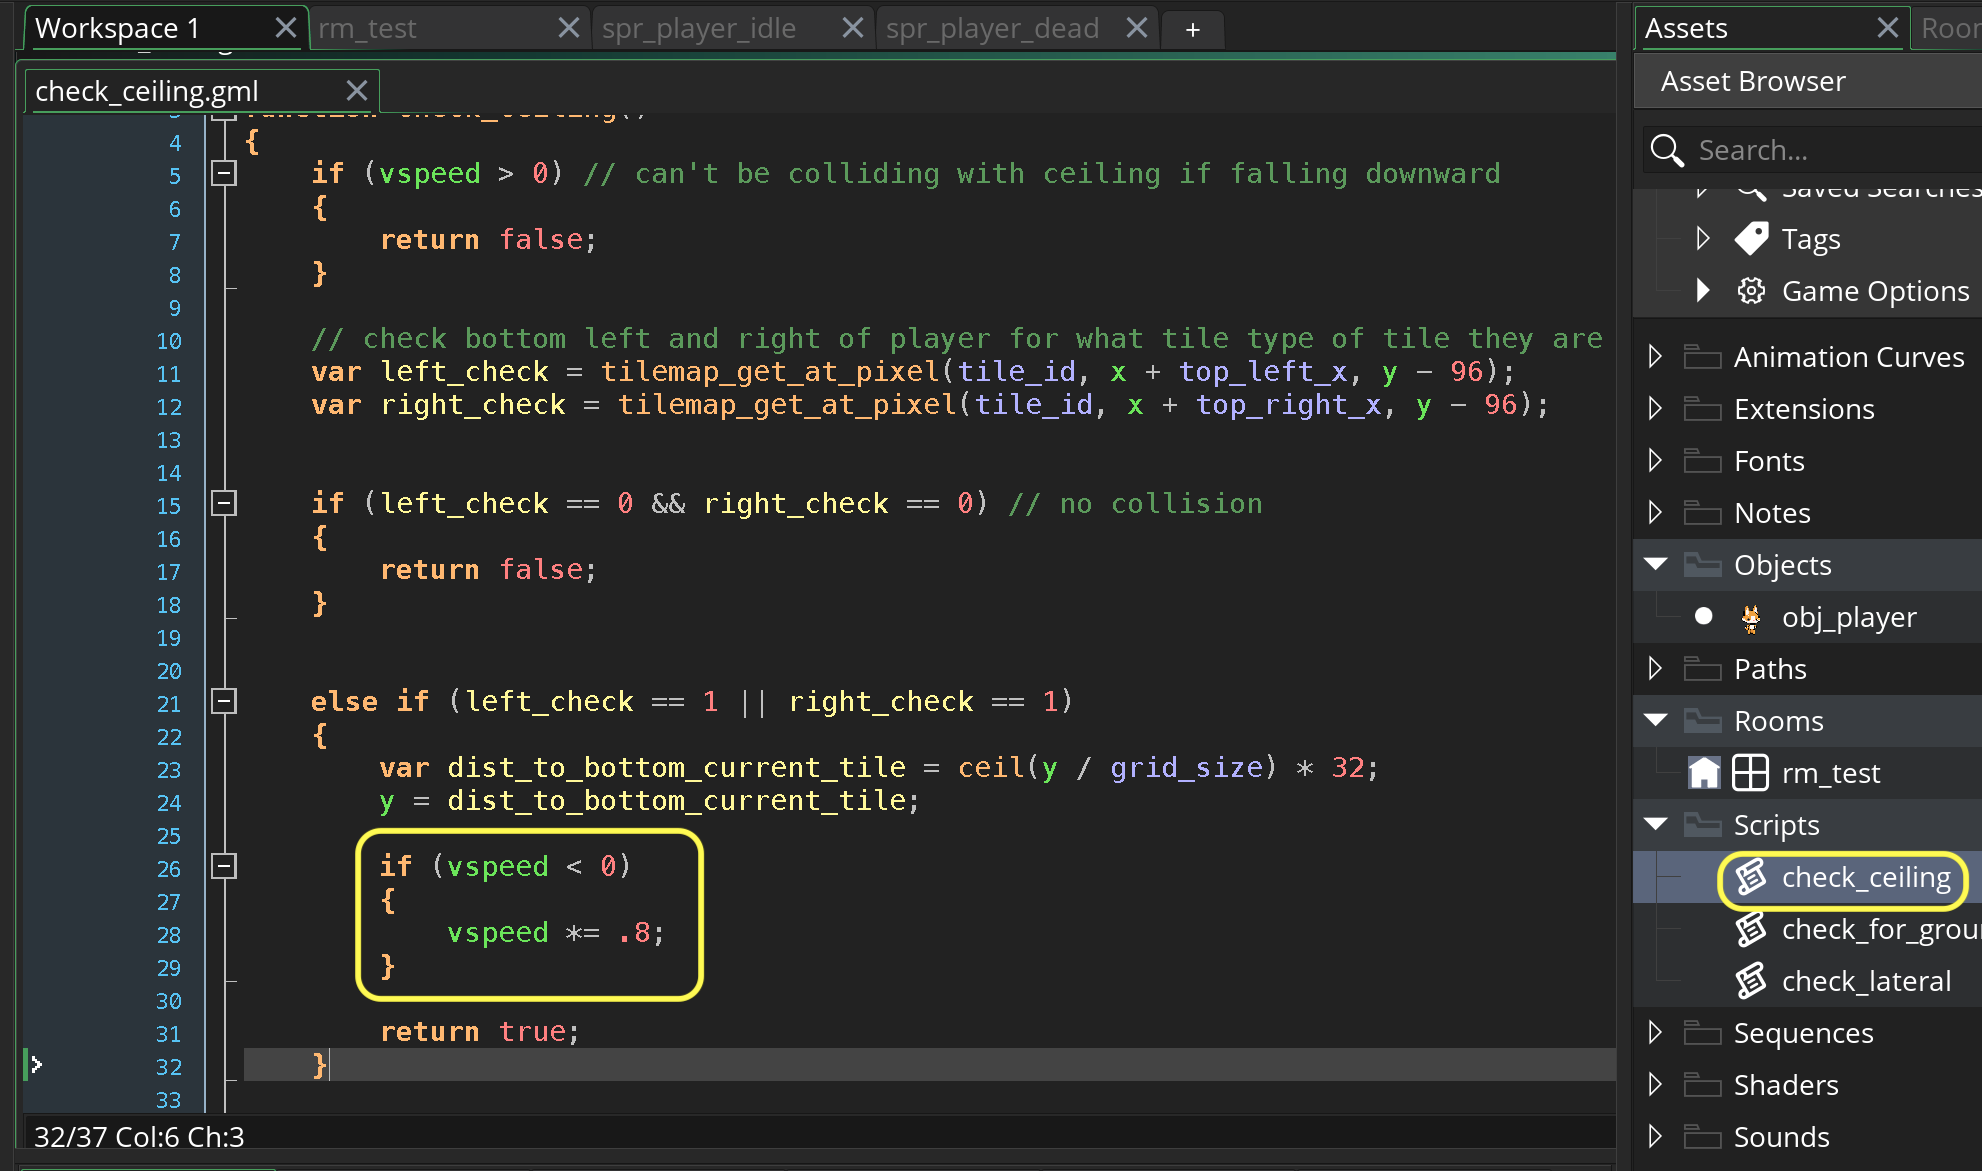 Workspace 1
rm_test
spr_player_idle
spr_player_dead
+
check_ceiling.gml
4 {
5 if (vspeed > 0) // can't be colliding with ceiling if falling downward
6 {
7 return false;
8 }
9
10 // check bottom left and right of player for what tile type of tile they are
11 var left_check = tilemap_get_at_pixel(tile_id, x + top_left_x, y - 96);
12 var right_check = tilemap_get_at_pixel(tile_id, x + top_right_x, y - 96);
13
14
15 if (left_check == 0 && right_check == 0) // no collision
16 {
17 return false;
18 }
19
20
21 else if (left_check == 1 || right_check == 1)
22 {
23 var dist_to_bottom_current_tile = ceil(y / grid_size) * 32;
24 y = dist_to_bottom_current_tile;
25
26 if (vspeed < 0)
27 {
28 vspeed *= .8;
29 }
30
31 return true;
32 }
33
32/37 Col:6 Ch:3
Assets
Asset Browser
Search...
Saved Searches
Tags
Game Options
Animation Curves
Extensions
Fonts
Notes
Objects
obj_player
Paths
Rooms
rm_test
Scripts
check_ceiling
check_for_grou
check_lateral
Sequences
Shaders
Sounds